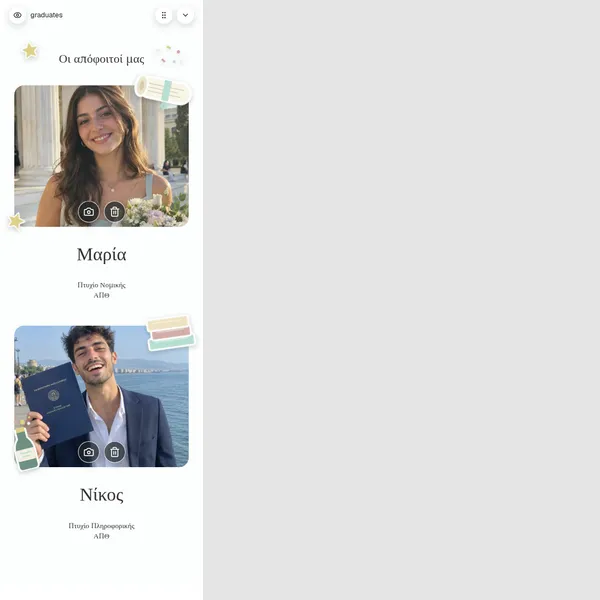 graduates
Οι απόφοιτοί μας
Μαρία
Πτυχίο Νομικής
ΑΠΘ
Νίκος
Πτυχίο Πληροφορικής
ΑΠΘ